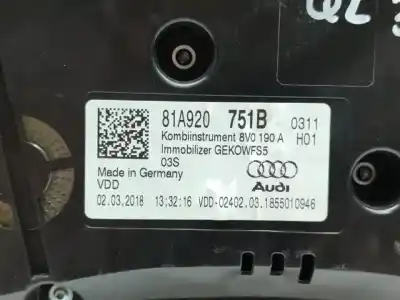 81A920 751B 0311
Kombiinstrument 8V0 190 A H01
Immobilizer GEKOWFS5
03S
Made in Germany
VDD
Audi
02.03.2018 13:32:16 VDD-02402.03.1855010946